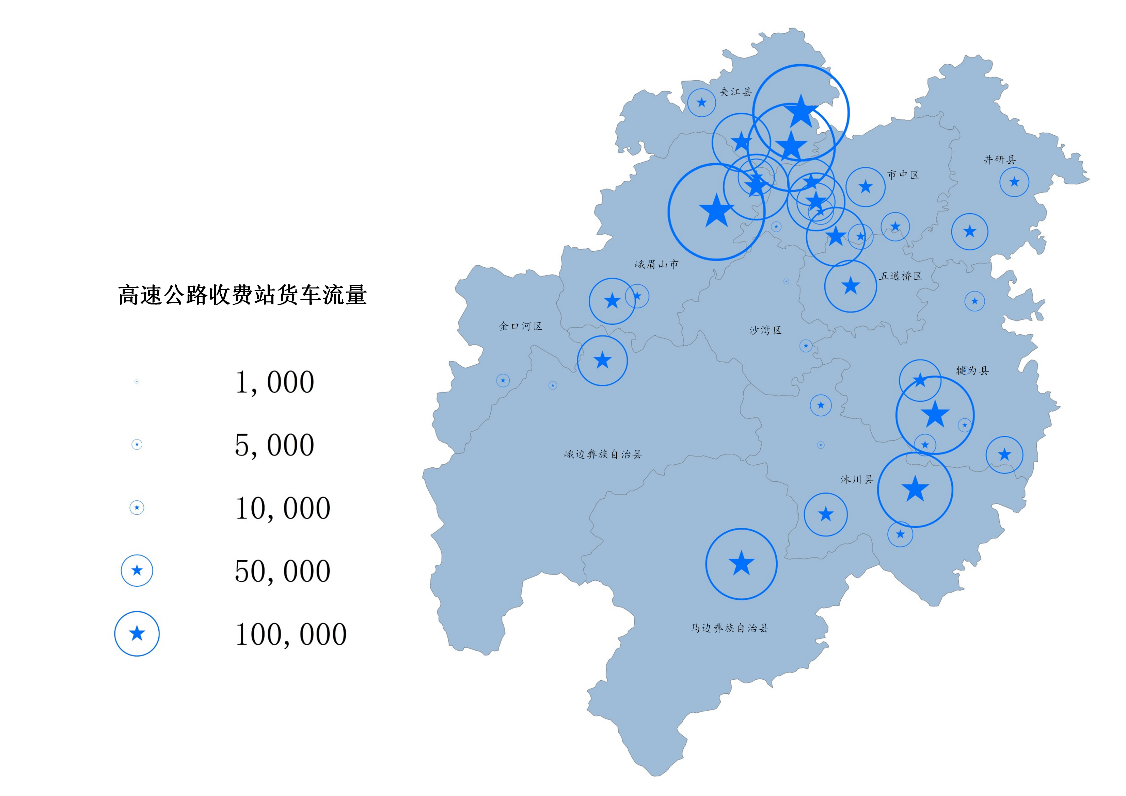 夹江县
井研县
市中区
峨眉山市
五通桥区
高速公路收费站货车流量
金口河区
沙湾区
犍为县
1,000
5,000
峨边彝族自治县
沐川县
10,000
50,000
100,000
马边彝族自治县